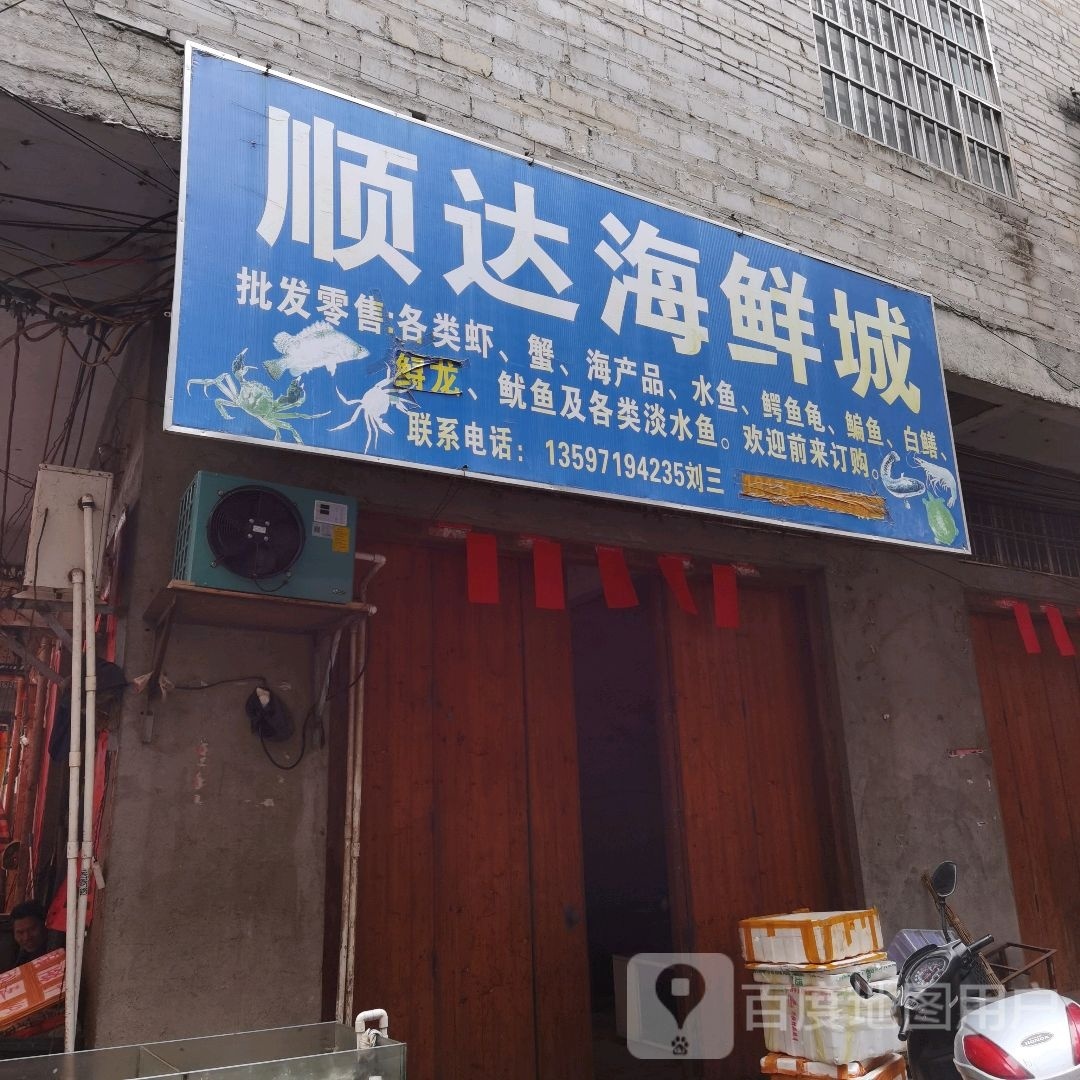 顺达海鲜城
批发零售:各类虾、蟹、海产品、水鱼、鳄鱼龟、鳊鱼、白鳝、
鲟龙、鱿鱼及各类淡水鱼。欢迎前来订购。
联系电话：13597194235刘三
百度地图用户
HONDA